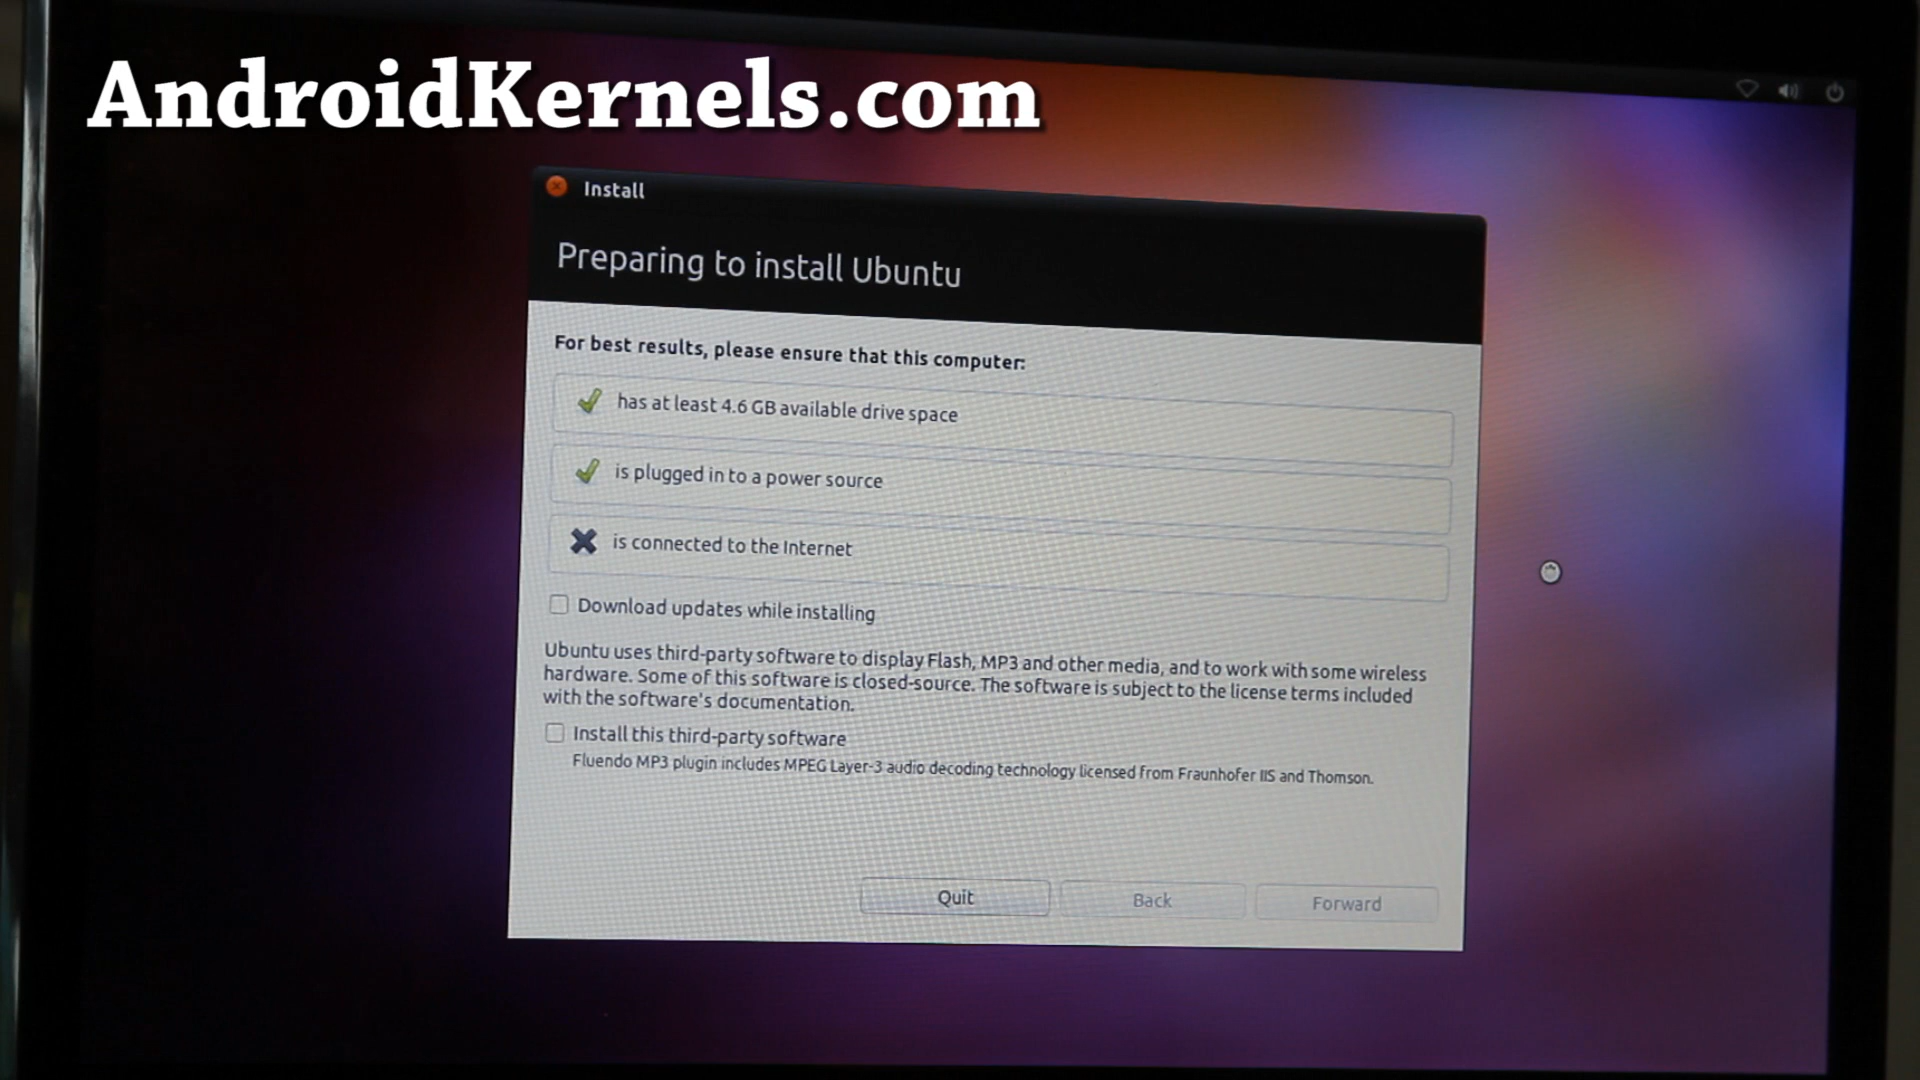 AndroidKernels.com
Install
Preparing to install Ubuntu
For best results, please ensure that this computer:
has at least 4.6 GB available drive space
is plugged in to a power source
is connected to the Internet
Download updates while installing
Ubuntu uses third-party software to display Flash, MP3 and other media, and to work with some wireless
hardware. Some of this software is closed-source. The software is subject to the license terms included
with the software's documentation.
Install this third-party software
Fluendo MP3 plugin includes MPEG Layer-3 audio decoding technology licensed from Fraunhofer IIS and Thomson.
Quit
Back
Forward